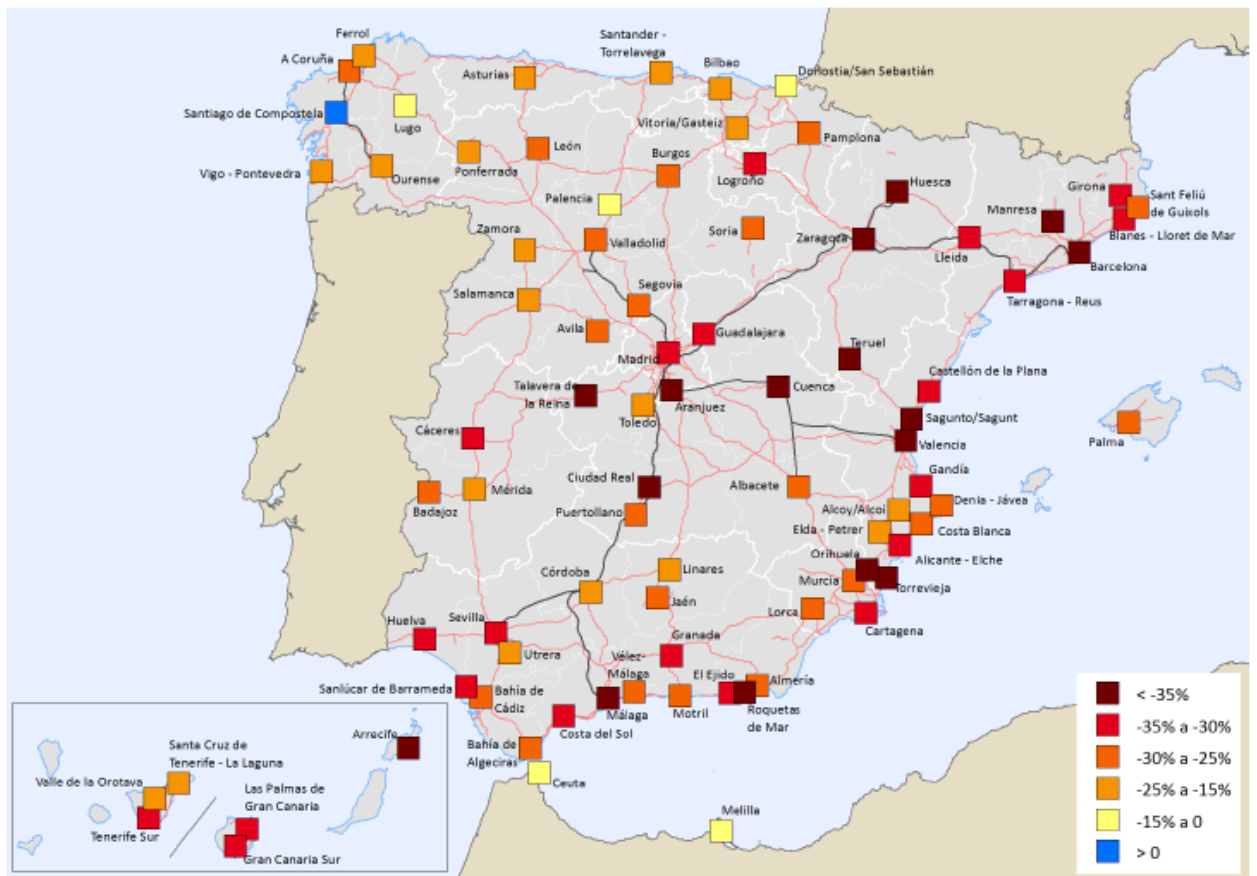 Ferrol
A Coruña
Santiago de Compostela
Lugo
Vigo - Pontevedra
Ourense
Asturias
Ponferrada
León
Santander -
Torrelavega
Bilbao
Donostia/San Sebastián
Vitoria/Gasteiz
Pamplona
Burgos
Logroño
Palencia
Huesca
Girona
Sant Feliú
de Guixols
Manresa
Blanes - Lloret de Mar
Zamora
Valladolid
Soria
Zaragoza
Lleida
Barcelona
Tarragona - Reus
Salamanca
Segovia
Avila
Guadalajara
Madrid
Teruel
Castellón de la Plana
Talavera de
la Reina
Aranjuez
Cuenca
Toledo
Sagunto/Sagunt
Valencia
Palma
Cáceres
Gandía
Ciudad Real
Albacete
Denia - Jávea
Badajoz
Mérida
Puertollano
Alcoy/Alcoi
Elda - Petrer
Costa Blanca
Alicante - Elche
Orihuela
Torrevieja
Murcia
Córdoba
Linares
Jaén
Lorca
Cartagena
Huelva
Sevilla
Utrera
Granada
Vélez-
Málaga
El Ejido
Almería
Roquetas
de Mar
Motril
Málaga
Sanlúcar de Barrameda
Bahía de
Cádiz
Costa del Sol
Bahía de
Algeciras
Ceuta
Melilla
Arrecife
Santa Cruz de
Tenerife - La Laguna
Valle de la Orotava
Las Palmas de
Gran Canaria
Tenerife Sur
Gran Canaria Sur
< -35%
-35% a -30%
-30% a -25%
-25% a -15%
-15% a 0
> 0